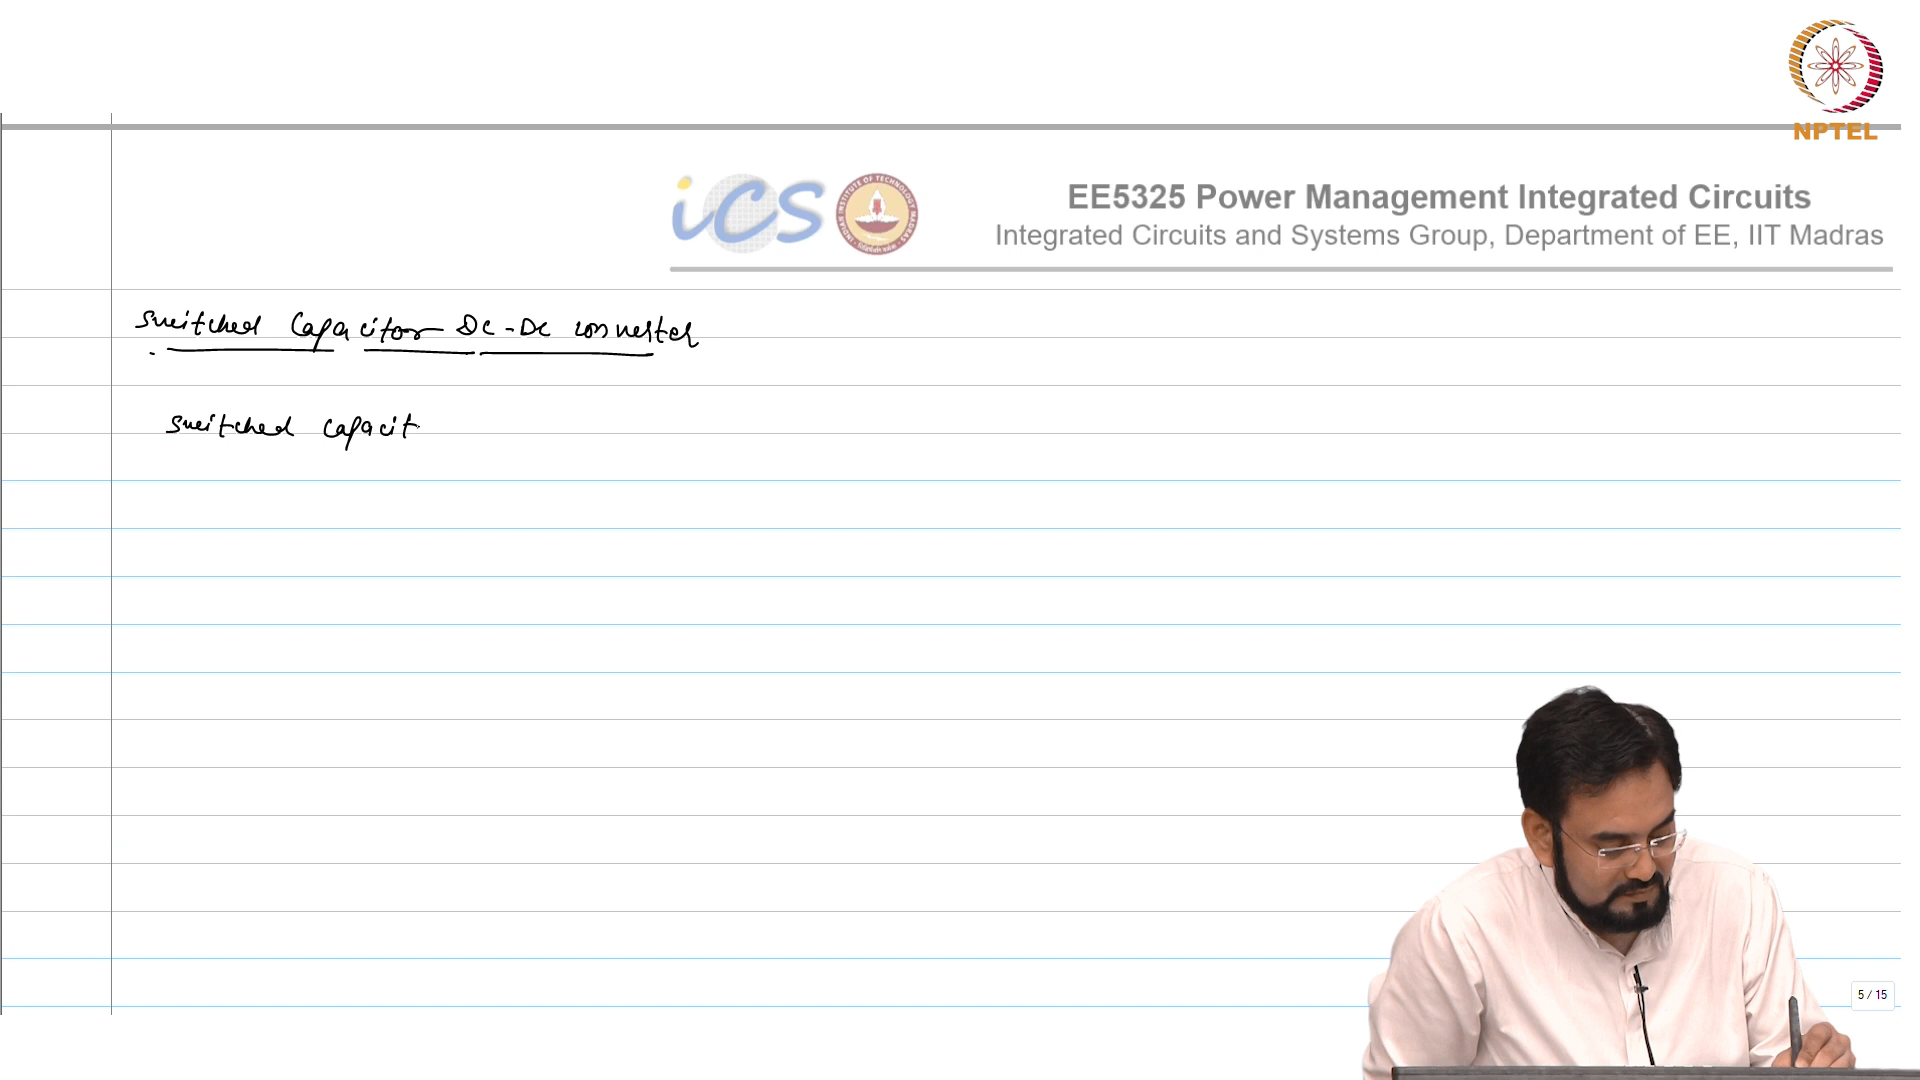 NPTEL
iCS
EE5325 Power Management Integrated Circuits
Integrated Circuits and Systems Group, Department of EE, IIT Madras
Switched Capacitor DC-DC converter
Switched capacit
5 / 15